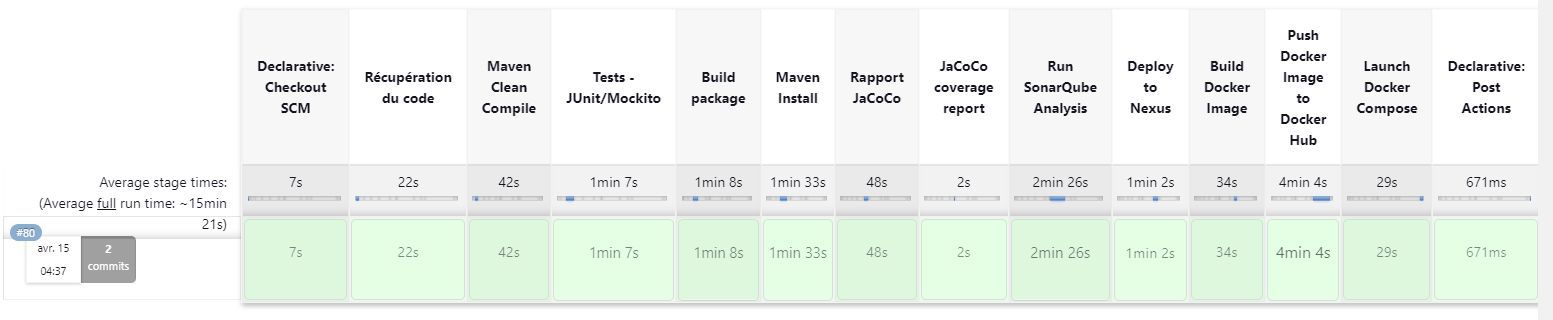 Declarative:
Checkout
SCM
Récupération
du code
Maven
Clean
Compile
Tests -
JUnit/Mockito
Build
package
Maven
Install
Rapport
JaCoCo
JaCoCo
coverage
report
Run
SonarQube
Analysis
Deploy
to
Nexus
Build
Docker
Image
Push
Docker
Image
to
Docker
Hub
Launch
Docker
Compose
Declarative:
Post
Actions
Average stage times:
(Average full run time: ~15min
21s)
7s
22s
42s
1min 7s
1min 8s
1min 33s
48s
2s
2min 26s
1min 2s
34s
4min 4s
29s
671ms
#80
avr. 15
04:37
2
commits
7s
22s
42s
1min 7s
1min 8s
1min 33s
48s
2s
2min 26s
1min 2s
34s
4min 4s
29s
671ms